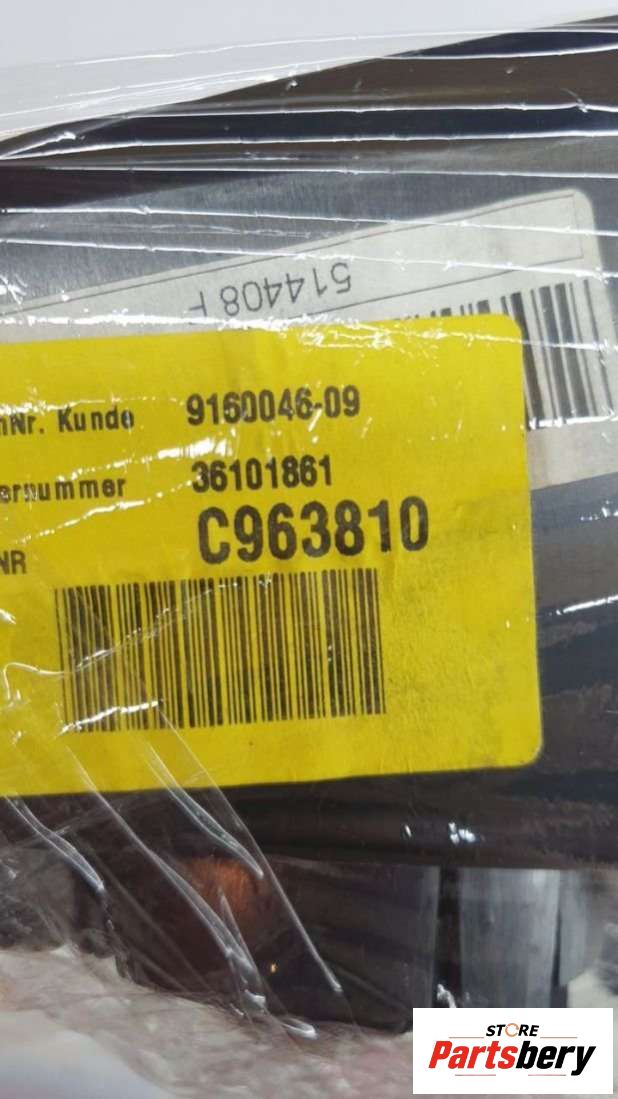 514408 F
nNr. Kunde 9160046-09
ernummer 36101861
NR C963810
STORE
Partsbery